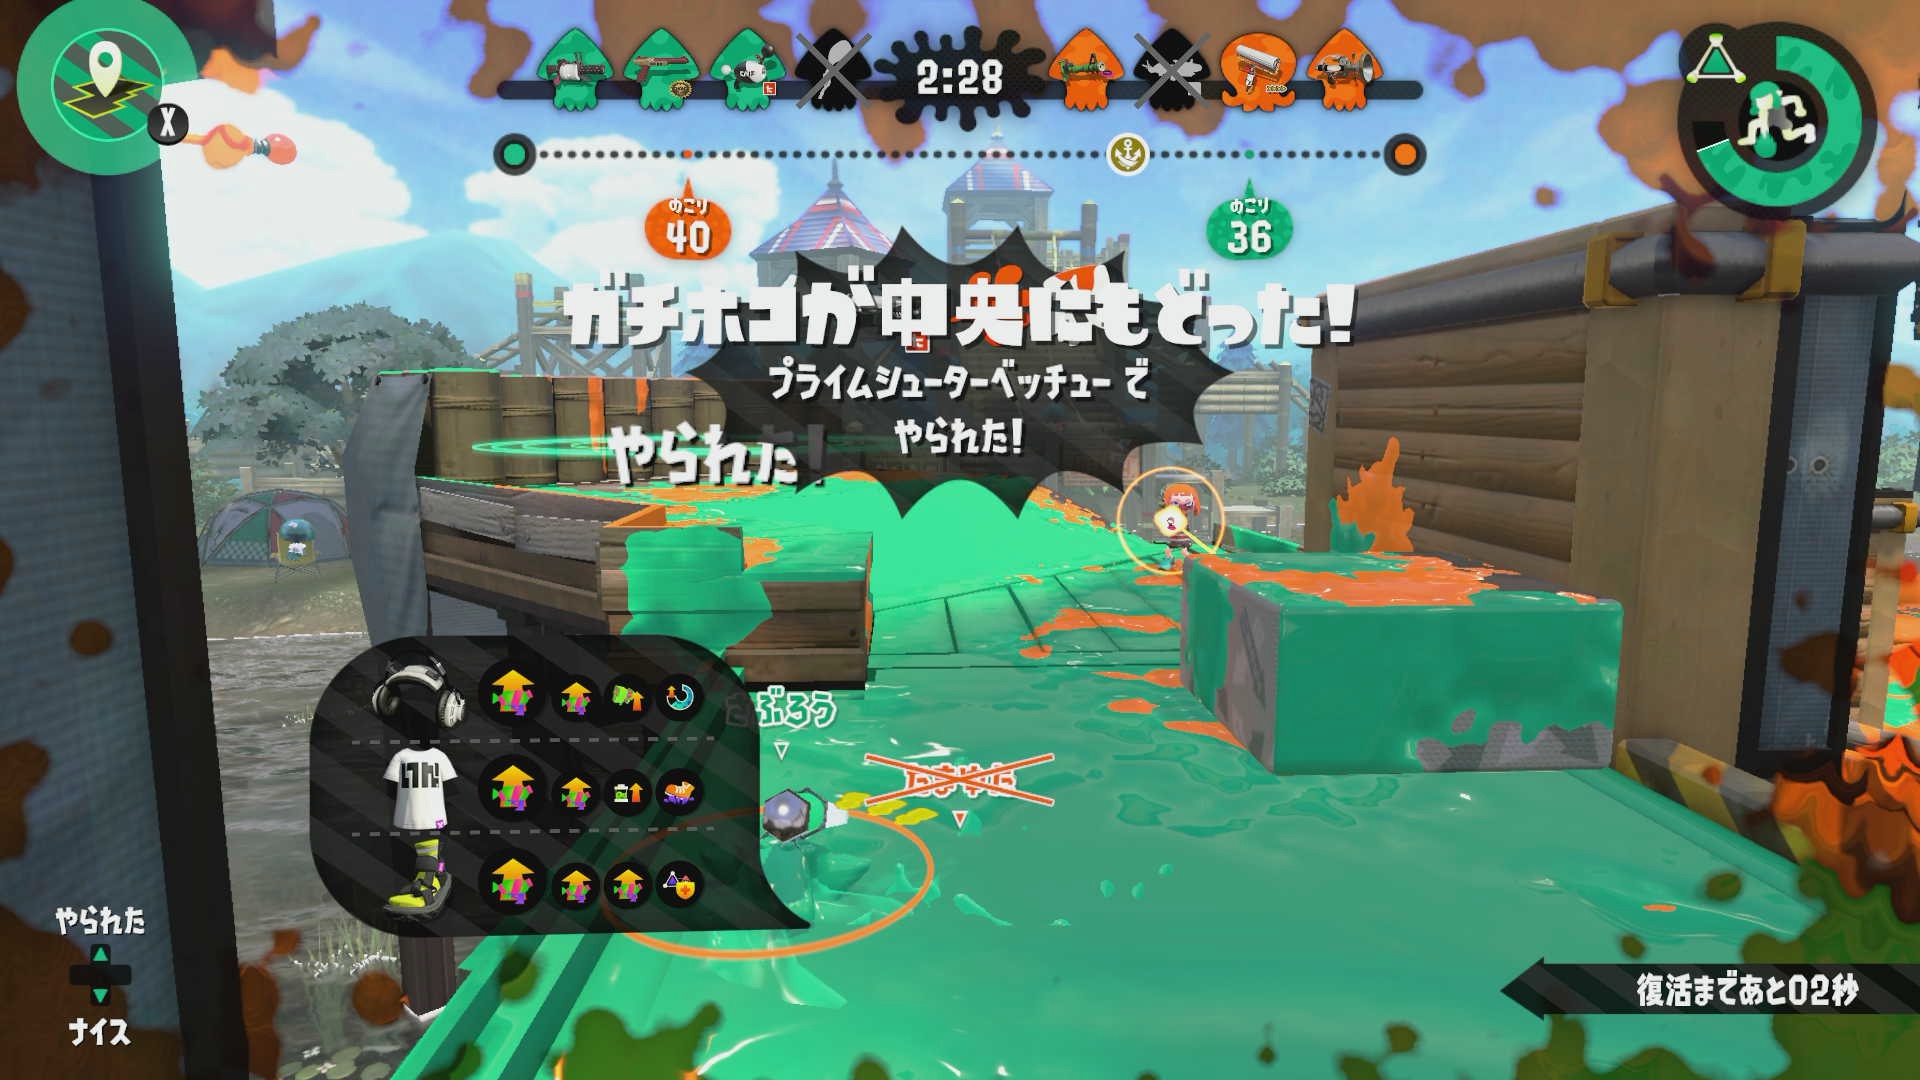 2:28
X
のこり
40
のこり
36
ガチホコが中央にもどった!
プライムシューターベッチューで
やられた!
やられた!
ぶろう
やられた
ナイス
復活まであと02秒